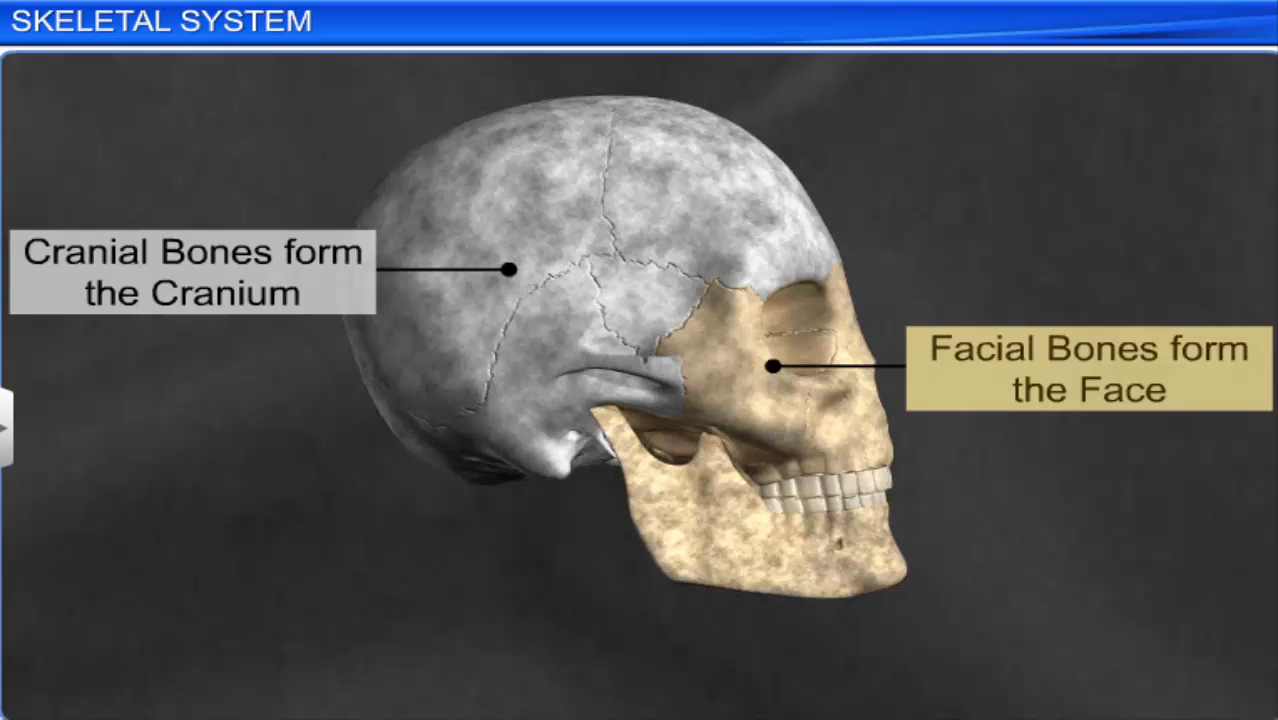 SKELETAL SYSTEM
Cranial Bones form
the Cranium
Facial Bones form
the Face